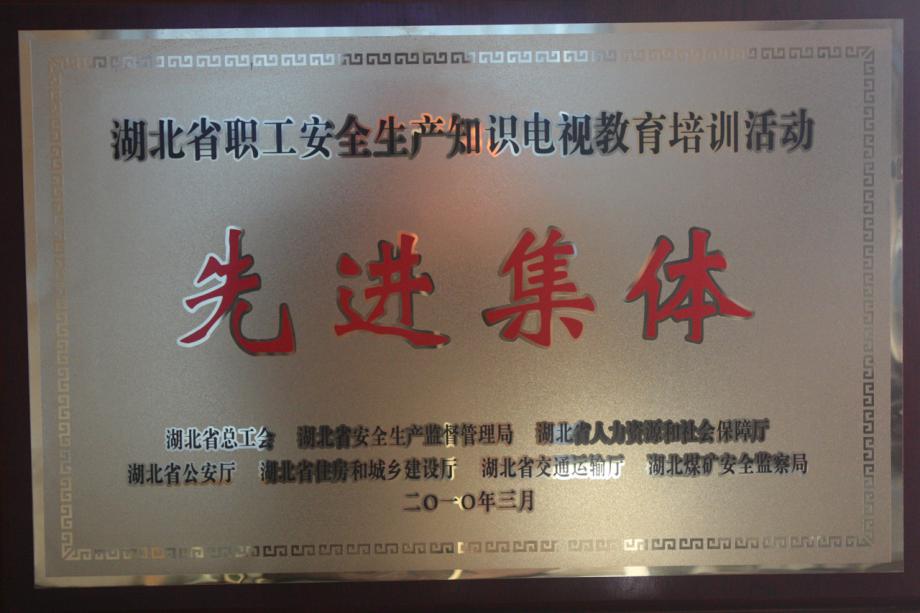 湖北省职工安全生产知识电视教育培训活动
先进集体
湖北省总工会 湖北省安全生产监督管理局 湖北省人力资源和社会保障厅
湖北省公安厅 湖北省住房和城乡建设厅 湖北省交通运输厅 湖北煤矿安全监察局
二〇一〇年三月